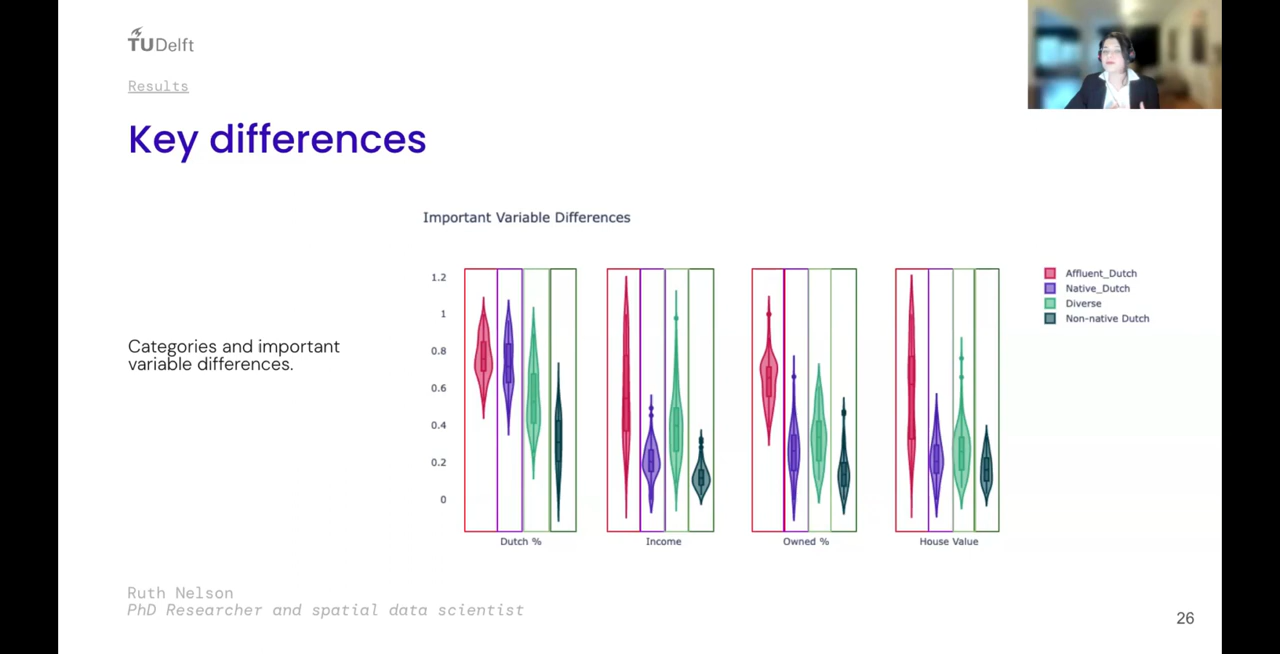 TUDelft
Results
Key differences
Important Variable Differences
Categories and important
variable differences.
1.2
1
0.8
0.6
0.4
0.2
0
Dutch %
Income
Owned %
House Value
Affluent_Dutch
Native_Dutch
Diverse
Non-native Dutch
Ruth Nelson
PhD Researcher and spatial data scientist
26